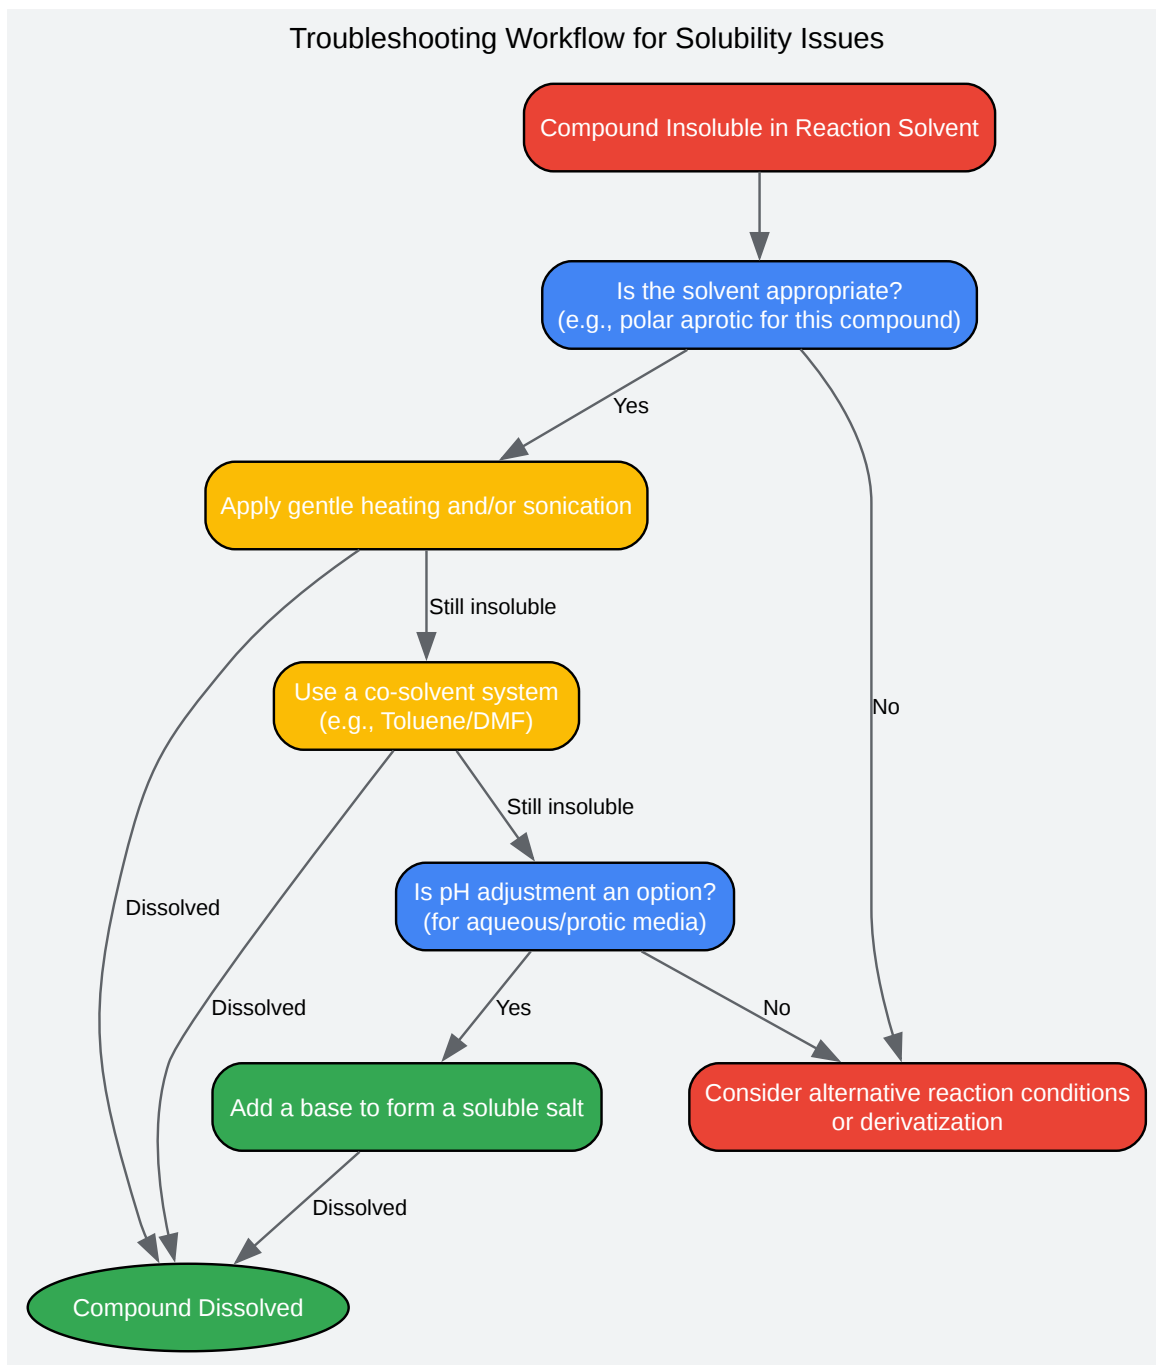 Troubleshooting Workflow for Solubility Issues
Compound Insoluble in Reaction Solvent
Is the solvent appropriate?
(e.g., polar aprotic for this compound)
Yes
Apply gentle heating and/or sonication
Still insoluble
Use a co-solvent system
(e.g., Toluene/DMF)
No
Still insoluble
Is pH adjustment an option?
(for aqueous/protic media)
Dissolved
Dissolved
Yes
No
Add a base to form a soluble salt
Consider alternative reaction conditions
or derivatization
Dissolved
Compound Dissolved